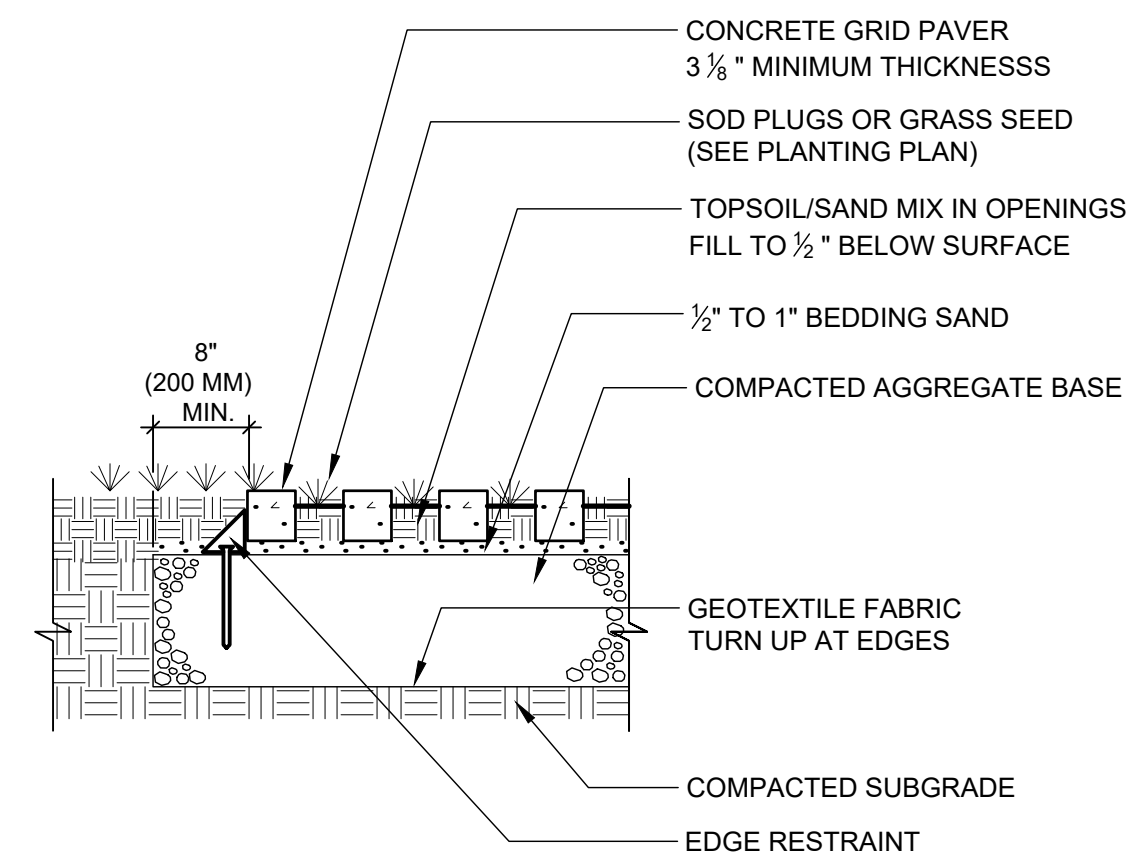 CONCRETE GRID PAVER
3 ⅛ " MINIMUM THICKNESSS
SOD PLUGS OR GRASS SEED
(SEE PLANTING PLAN)
TOPSOIL/SAND MIX IN OPENINGS
FILL TO ½ " BELOW SURFACE
½" TO 1" BEDDING SAND
8"
(200 MM)
MIN.
COMPACTED AGGREGATE BASE
GEOTEXTILE FABRIC
TURN UP AT EDGES
COMPACTED SUBGRADE
EDGE RESTRAINT